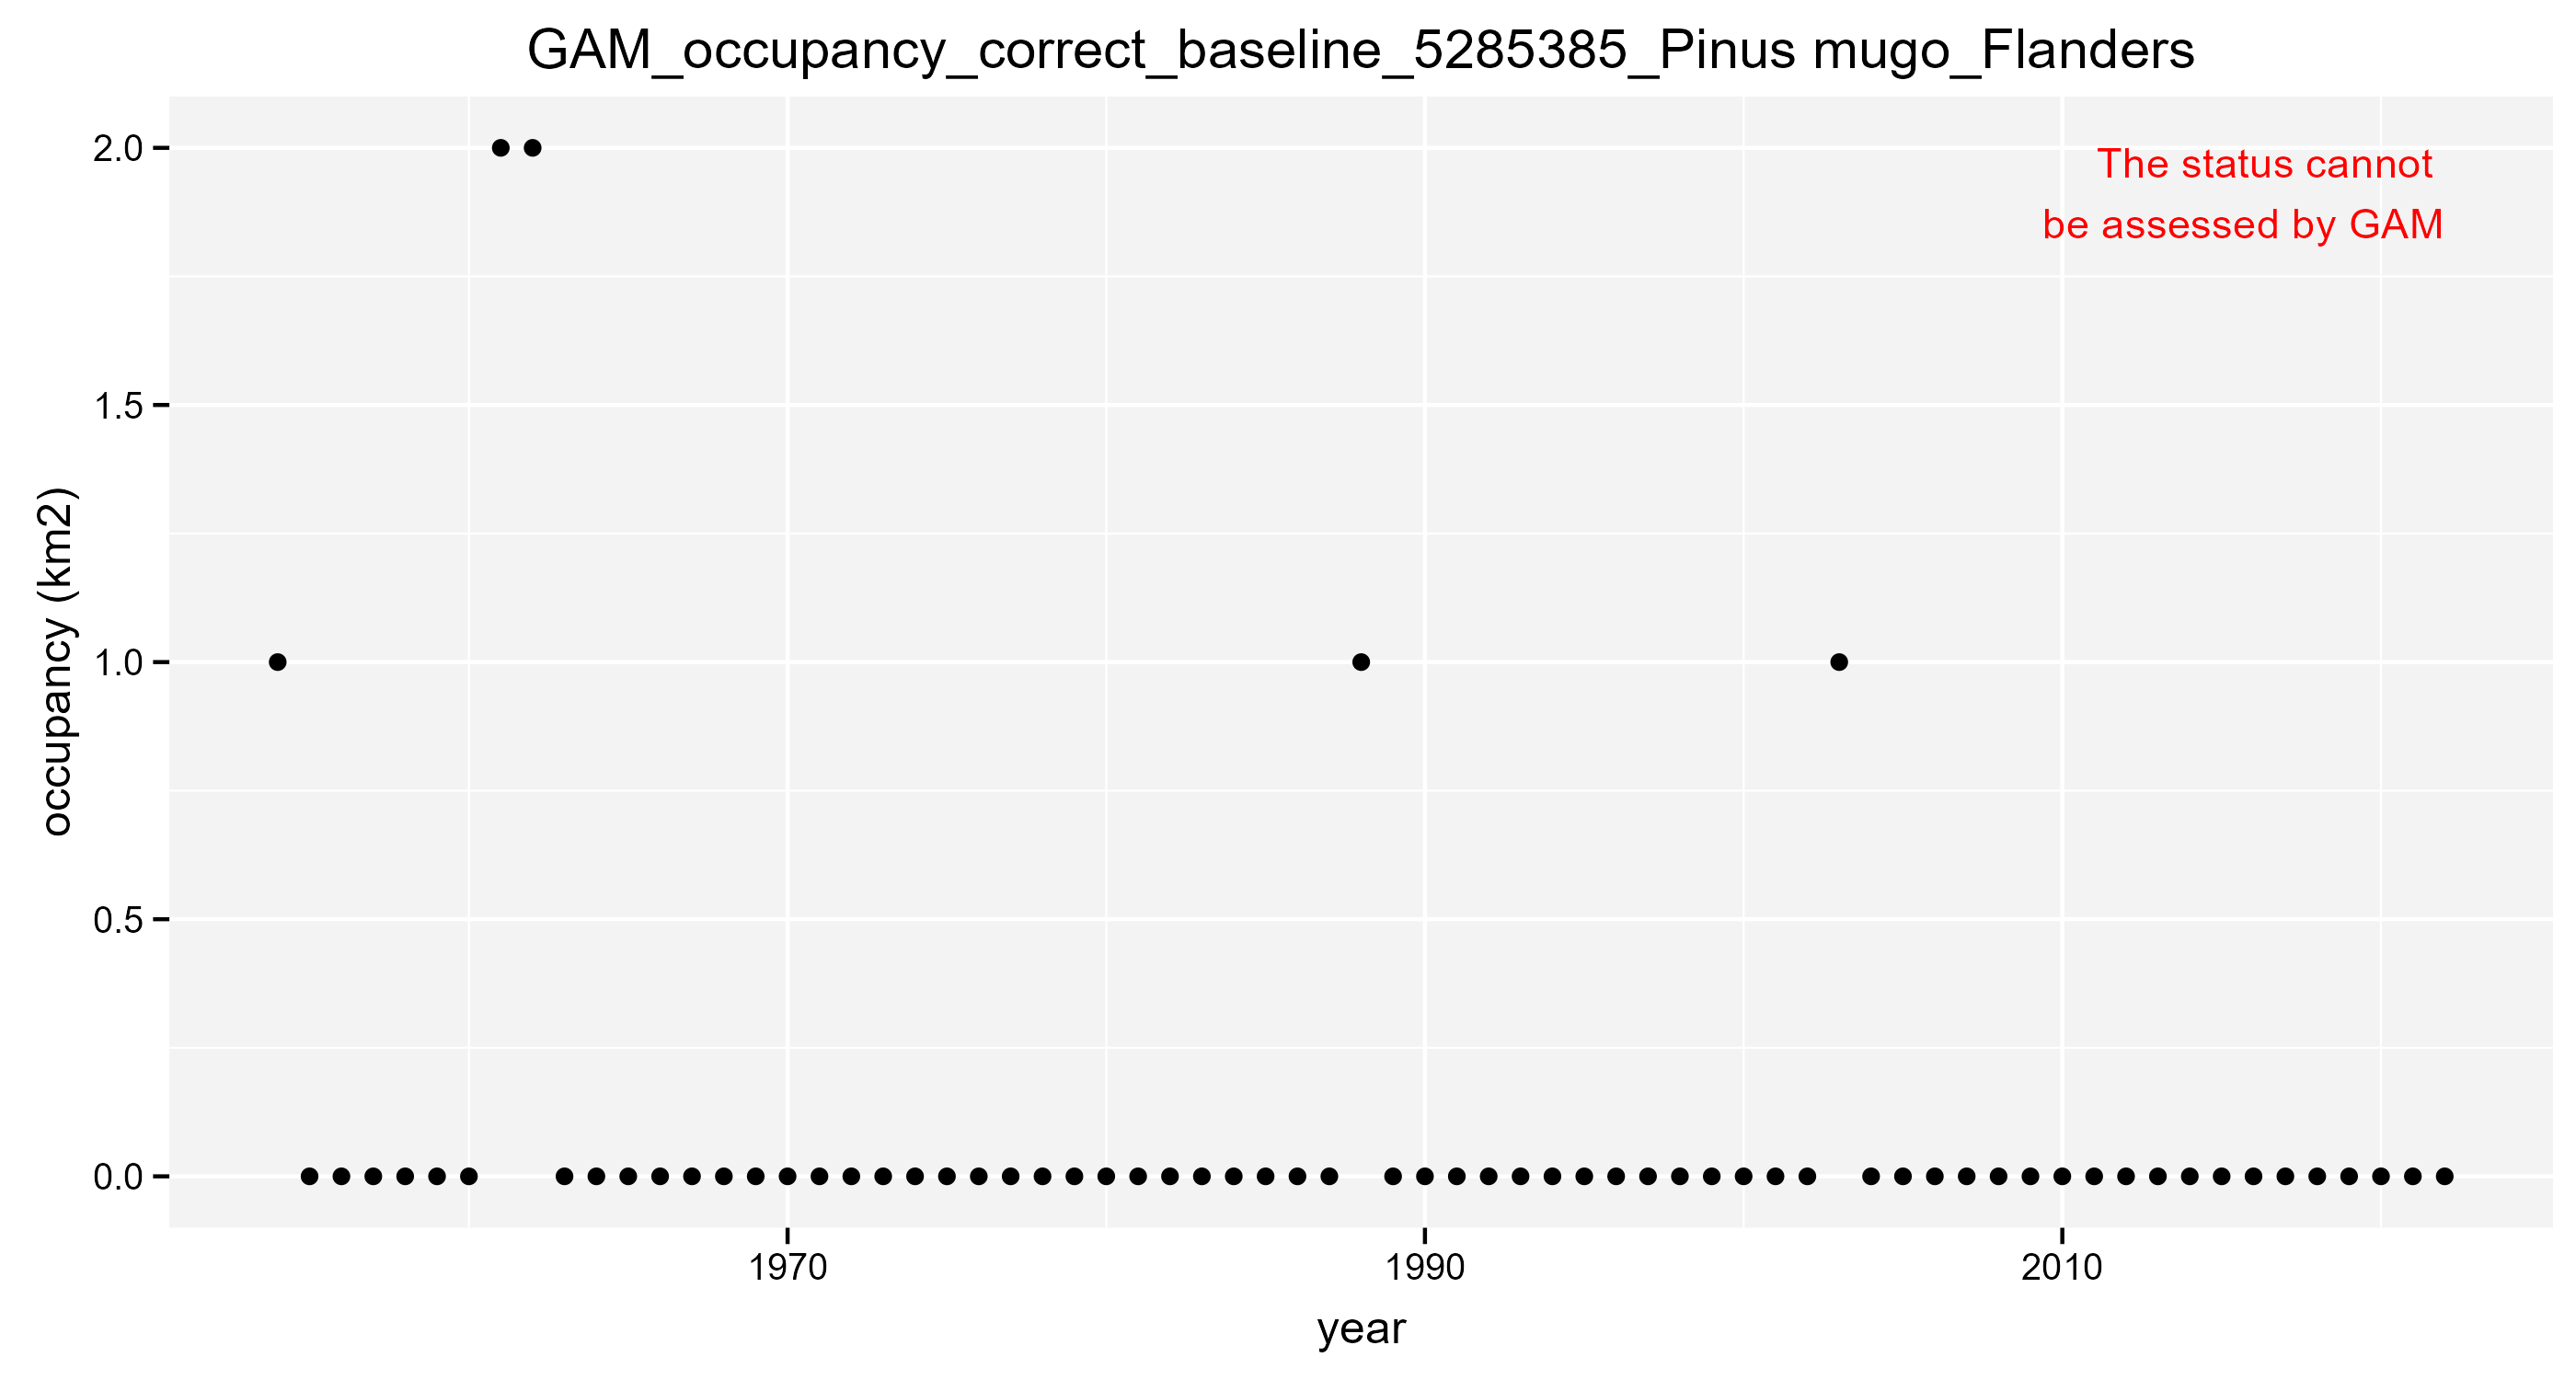 GAM_occupancy_correct_baseline_5285385_Pinus mugo_Flanders
The status cannot
be assessed by GAM
occupancy (km2)
2.0
1.5
1.0
0.5
0.0
1970
1990
2010
year